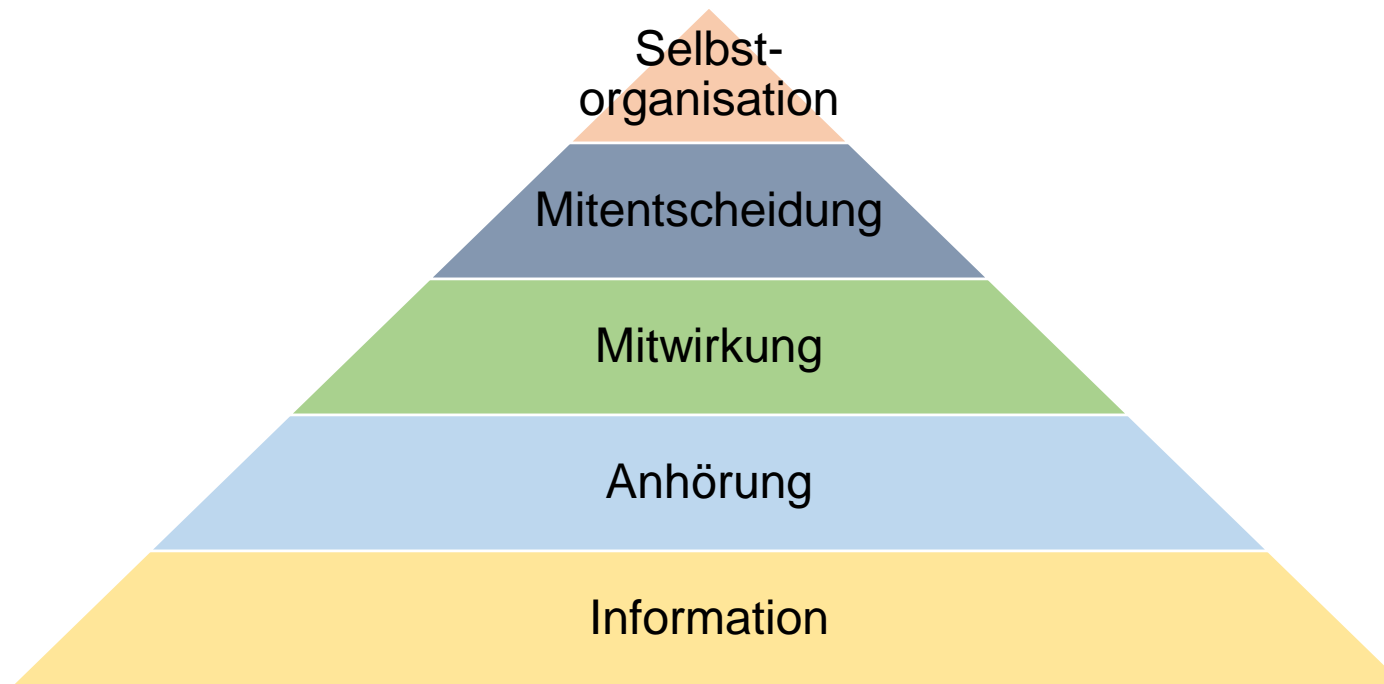 Selbst-
organisation
Mitentscheidung
Mitwirkung
Anhörung
Information